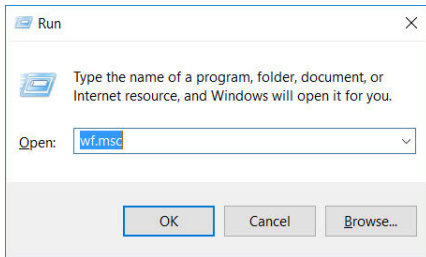 Run
Type the name of a program, folder, document, or
Internet resource, and Windows will open it for you.
Open: wf.msc
OK Cancel Browse...